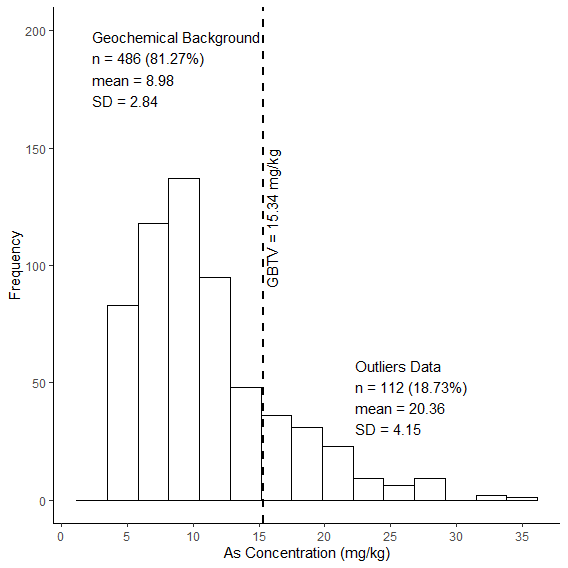 200
150
100
50
0
Frequency
Geochemical Background
n = 486 (81.27%)
mean = 8.98
SD = 2.84
GBTV = 15.34 mg/kg
Outliers Data
n = 112 (18.73%)
mean = 20.36
SD = 4.15
0 5 10 15 20 25 30 35
As Concentration (mg/kg)